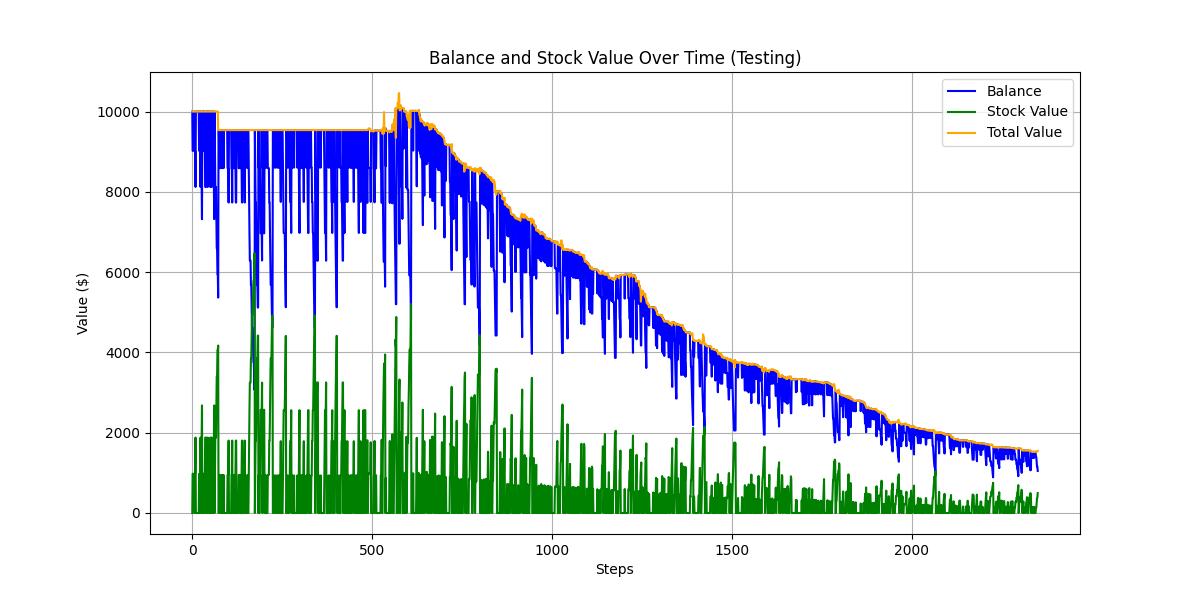 Balance and Stock Value Over Time (Testing)
Balance
Stock Value
Total Value
Value ($)
10000
8000
6000
4000
2000
0
0 500 1000 1500 2000
Steps